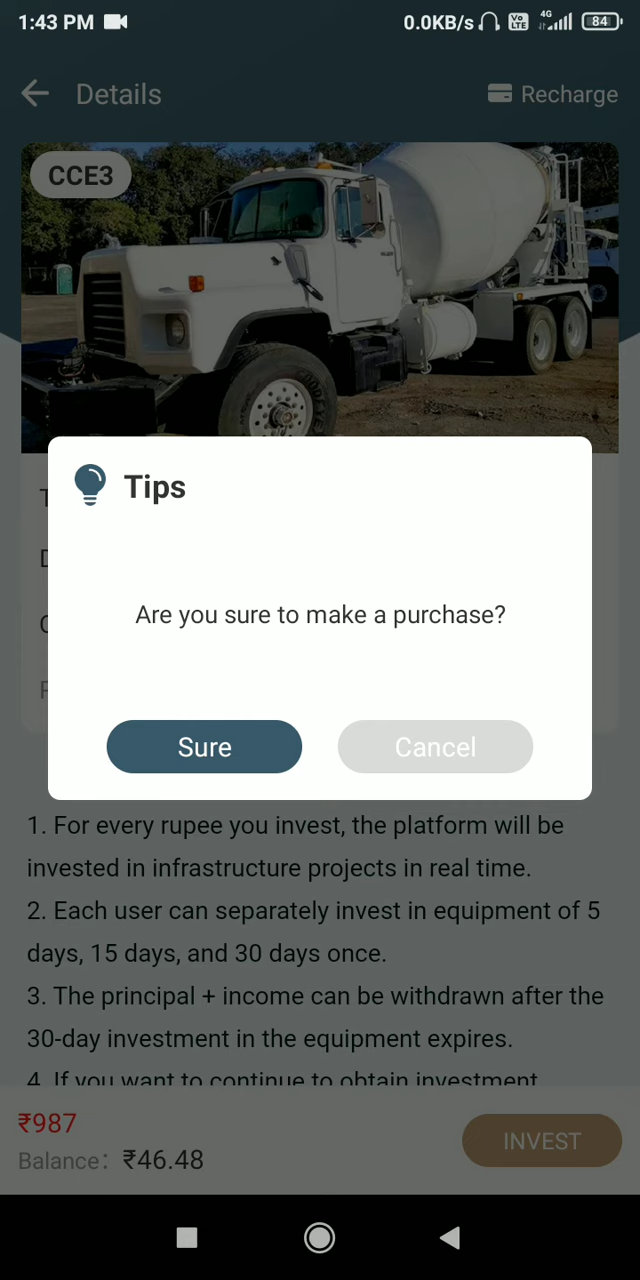 1:43 PM
0.0KB/s Vo LTE 4G 84
Details
Recharge
CCE3
Tips
Are you sure to make a purchase?
Sure
Cancel
1. For every rupee you invest, the platform will be
invested in infrastructure projects in real time.
2. Each user can separately invest in equipment of 5
days, 15 days, and 30 days once.
3. The principal + income can be withdrawn after the
30-day investment in the equipment expires.
4. If you want to continue to obtain investment
₹987
Balance: ₹46.48
INVEST